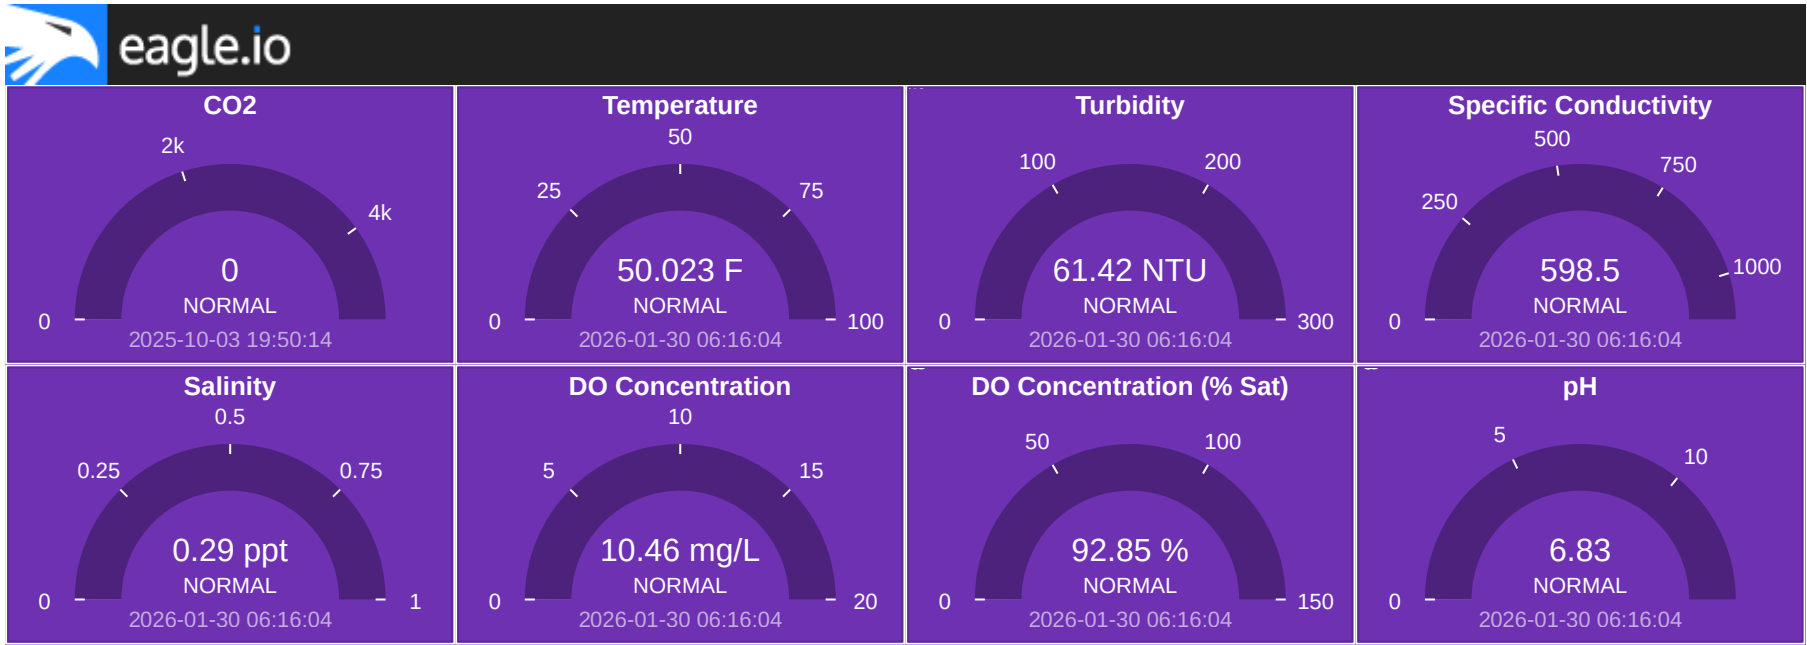 eagle.io
CO2
2k
4k
0
NORMAL
0
2025-10-03 19:50:14
Temperature
50
25
75
50.023 F
NORMAL
0
100
2026-01-30 06:16:04
Turbidity
100
200
61.42 NTU
NORMAL
0
300
2026-01-30 06:16:04
Specific Conductivity
500
750
250
1000
598.5
NORMAL
0
2026-01-30 06:16:04
Salinity
0.5
0.25
0.75
0.29 ppt
NORMAL
0
1
2026-01-30 06:16:04
DO Concentration
10
5
15
10.46 mg/L
NORMAL
0
20
2026-01-30 06:16:04
DO Concentration (% Sat)
50
100
92.85 %
NORMAL
0
150
2026-01-30 06:16:04
pH
5
10
6.83
NORMAL
0
2026-01-30 06:16:04